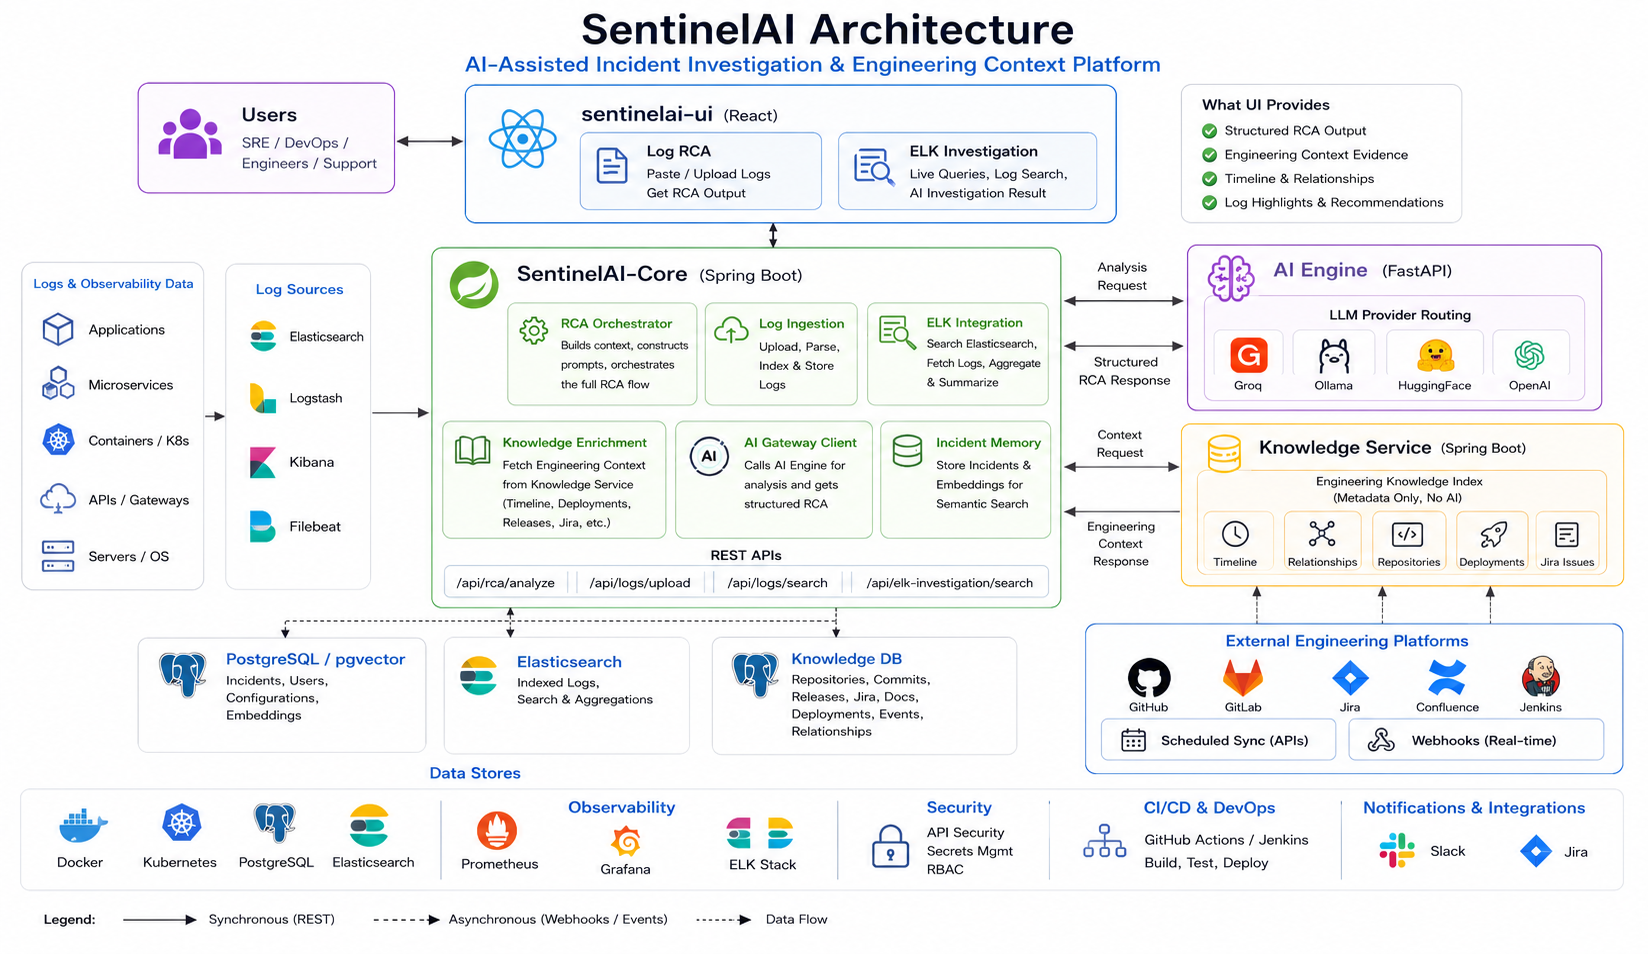 SentinelAI Architecture
AI-Assisted Incident Investigation & Engineering Context Platform
Users
SRE / DevOps /
Engineers / Support
sentinelai-ui (React)
Log RCA
Paste / Upload Logs
Get RCA Output
ELK Investigation
Live Queries, Log Search,
AI Investigation Result
What UI Provides
Structured RCA Output
Engineering Context Evidence
Timeline & Relationships
Log Highlights & Recommendations
Logs & Observability Data
Applications
Microservices
Containers / K8s
APIs / Gateways
Servers / OS
Log Sources
Elasticsearch
Logstash
Kibana
Filebeat
SentinelAI-Core (Spring Boot)
RCA Orchestrator
Builds context, constructs
prompts, orchestrates
the full RCA flow
Log Ingestion
Upload, Parse,
Index & Store
Logs
ELK Integration
Search Elasticsearch,
Fetch Logs, Aggregate
& Summarize
Knowledge Enrichment
Fetch Engineering Context
from Knowledge Service
(Timeline, Deployments,
Releases, Jira, etc.)
AI
AI Gateway Client
Calls AI Engine for
analysis and gets
structured RCA
Incident Memory
Store Incidents &
Embeddings for
Semantic Search
REST APIs
/api/rca/analyze
/api/logs/upload
/api/logs/search
/api/elk-investigation/search
Analysis
Request
Structured
RCA Response
Context
Request
Engineering
Context
Response
AI Engine (FastAPI)
LLM Provider Routing
G
Groq
Ollama
HuggingFace
OpenAI
Knowledge Service (Spring Boot)
Engineering Knowledge Index
(Metadata Only, No AI)
Timeline
Relationships
Repositories
Deployments
Jira Issues
PostgreSQL / pgvector
Incidents, Users,
Configurations,
Embeddings
Elasticsearch
Indexed Logs,
Search & Aggregations
Knowledge DB
Repositories, Commits,
Releases, Jira, Docs,
Deployments, Events,
Relationships
External Engineering Platforms
GitHub
GitLab
Jira
Confluence
Jenkins
Scheduled Sync (APIs)
Webhooks (Real-time)
Data Stores
Docker
Kubernetes
PostgreSQL
Elasticsearch
Observability
Prometheus
Grafana
ELK Stack
Security
API Security
Secrets Mgmt
RBAC
CI/CD & DevOps
GitHub Actions / Jenkins
Build, Test, Deploy
Notifications & Integrations
Slack
Jira
Legend:
Synchronous (REST)
Asynchronous (Webhooks / Events)
Data Flow